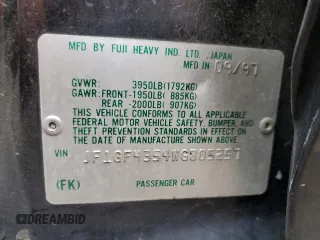 MFD BY FUJI HEAVY IND. LTD., JAPAN
MFD IN 09/97
GVWR: 3950LB(1792KG)
GAWR:FRONT-1950LB( 885KG)
REAR -2000LB( 907KG)
THIS VEHICLE CONFORMS TO ALL APPLICABLE
FEDERAL MOTOR VEHICLE SAFETY, BUMPER, AND
THEFT PREVENTION STANDARDS IN EFFECT ON THE
DATE OF MANUFACTURE SHOWN ABOVE.
VIN
(FK) PASSENGER CAR
DREAMBID